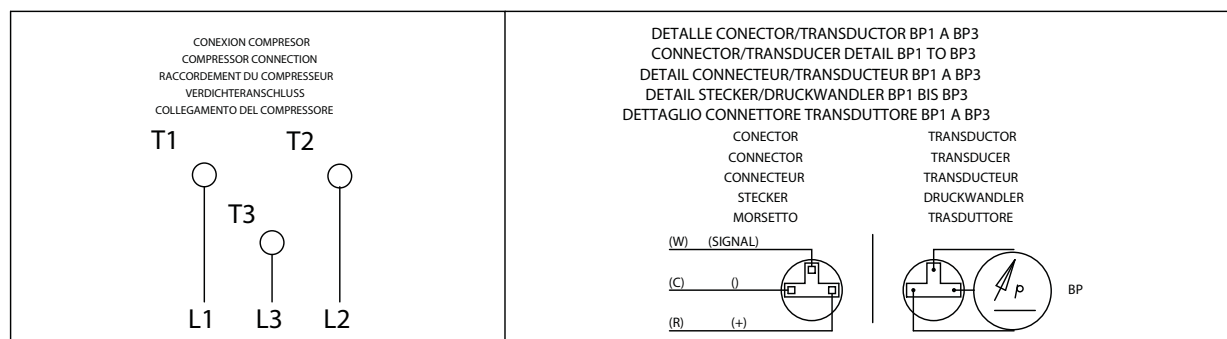 CONEXION COMPRESOR
COMPRESSOR CONNECTION
RACCORDEMENT DU COMPRESSEUR
VERDICHTERANSCHLUSS
COLLEGAMENTO DEL COMPRESSORE
T1 T2
T3
L1 L3 L2
DETALLE CONECTOR/TRANSDUCTOR BP1 A BP3
CONNECTOR/TRANSDUCER DETAIL BP1 TO BP3
DETAIL CONNECTEUR/TRANSDUCTEUR BP1 A BP3
DETAIL STECKER/DRUCKWANDLER BP1 BIS BP3
DETTAGLIO CONNETTORE TRANSDUTTORE BP1 A BP3
CONECTOR TRANSDUCTOR
CONNECTOR TRANSDUCER
CONNECTEUR TRANSDUCTEUR
STECKER DRUCKWANDLER
MORSETTO TRASDUTTORE
(W) (SIGNAL)
(C) ()
p BP
(R) (+)